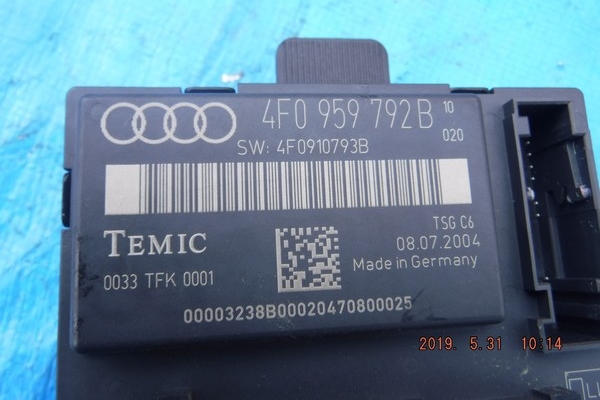 4F0 959 792B 10
020
SW: 4F0910793B
TEMIC
TSG C6
08.07.2004
0033 TFK 0001
Made in Germany
00003238B00020470800025
2019. 5.31 10:14